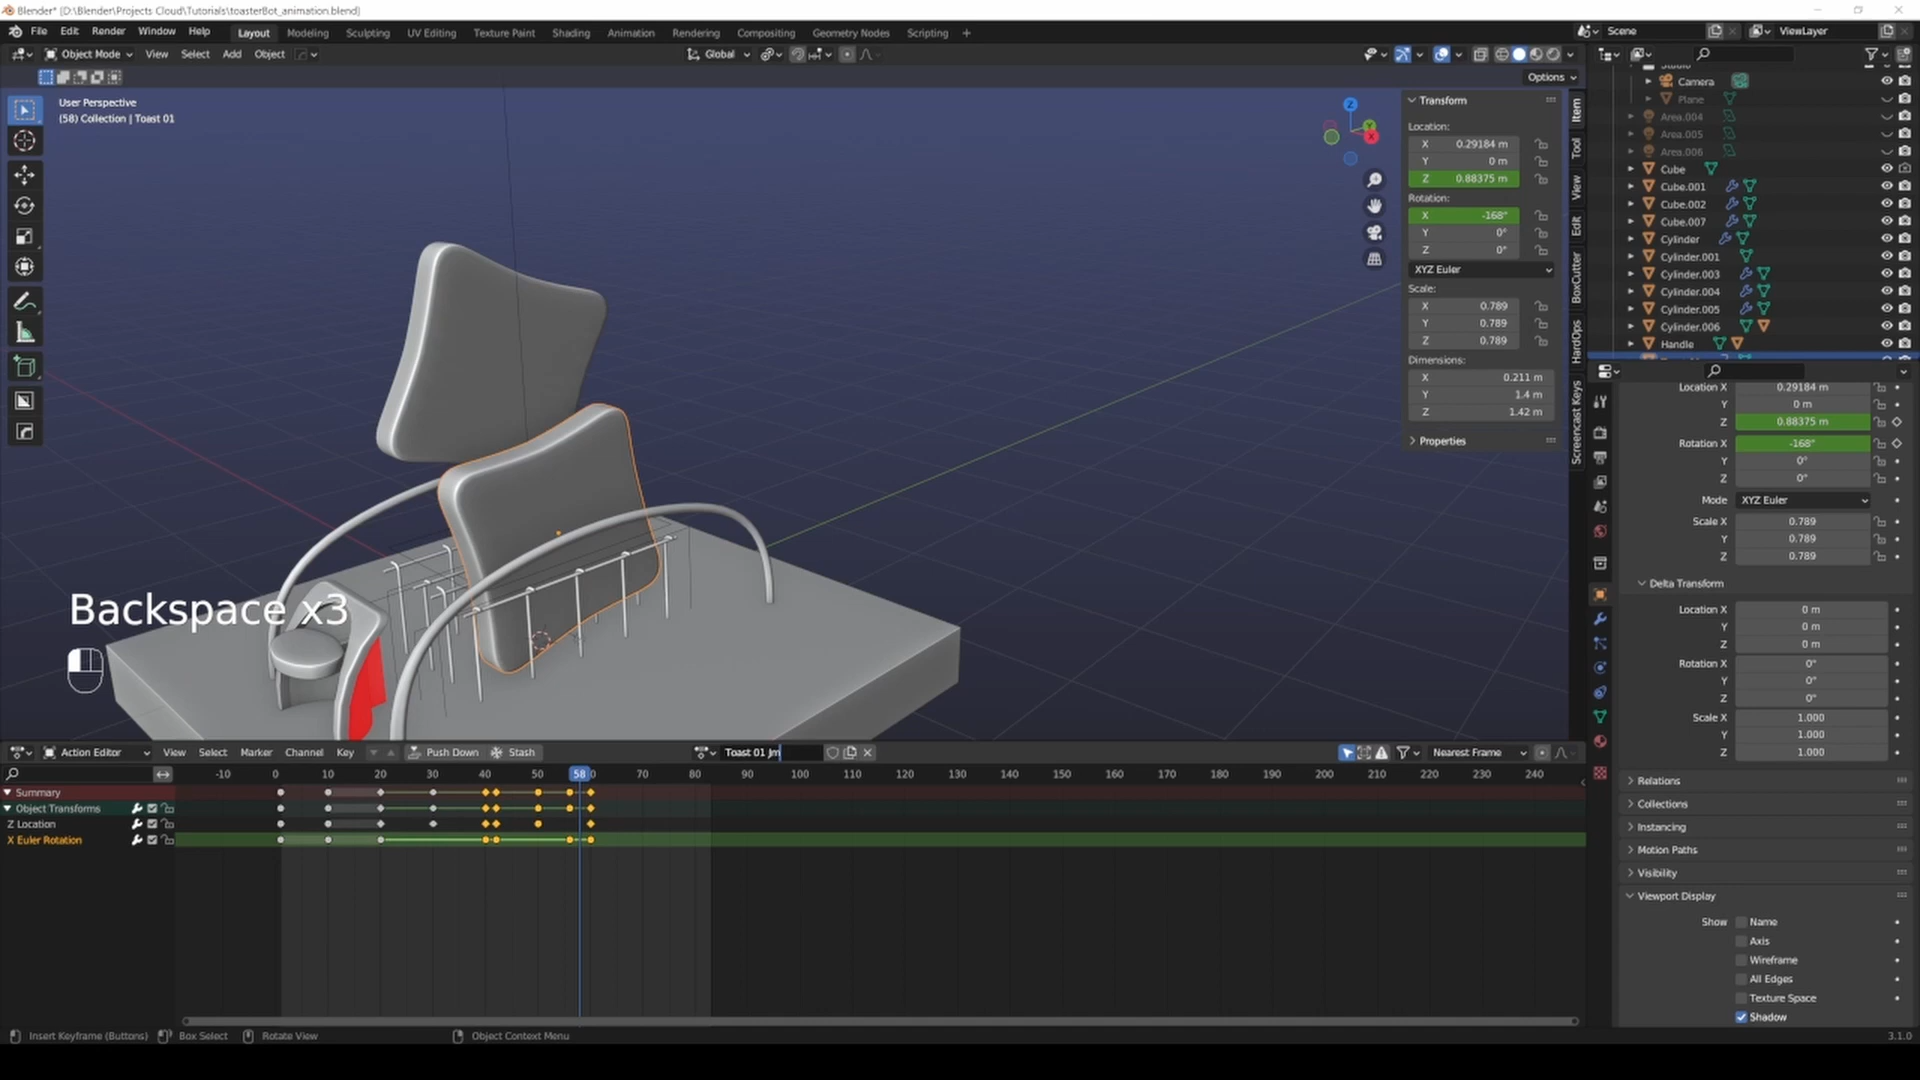 Blender* [D:\Blender\Projects Cloud\Tutorials\toasterBot_animation.blend]
File Edit Render Window Help Layout Modeling Sculpting UV Editing Texture Paint Shading Animation Rendering Compositing Geometry Nodes Scripting + Scene ViewLayer
Object Mode View Select Add Object Global
Options
User Perspective
(58) Collection | Toast 01
Z
Y
X
Transform
Location:
X 0.29184 m
Y 0 m
Z 0.88375 m
Rotation:
X -168°
Y 0°
Z 0°
XYZ Euler
Scale:
X 0.789
Y 0.789
Z 0.789
Dimensions:
X 0.211 m
Y 1.4 m
Z 1.42 m
Properties
Item
Tool
View
Edit
BoxCutter
HardOps
Screencast Keys
Studio
Camera
Plane
Area.004
Area.005
Area.006
Cube
Cube.001
Cube.002
Cube.007
Cylinder
Cylinder.001
Cylinder.003
Cylinder.004
Cylinder.005
Cylinder.006
Handle
Location X 0.29184 m
Y 0 m
Z 0.88375 m
Rotation X -168°
Y 0°
Z 0°
Mode XYZ Euler
Scale X 0.789
Y 0.789
Z 0.789
Delta Transform
Location X 0 m
Y 0 m
Z 0 m
Rotation X 0°
Y 0°
Z 0°
Scale X 1.000
Y 1.000
Z 1.000
Relations
Collections
Instancing
Motion Paths
Visibility
Viewport Display
Show Name
Axis
Wireframe
All Edges
Texture Space
Shadow
Backspace x3
Action Editor View Select Marker Channel Key Push Down Stash Toast 01 Jm Nearest Frame
-10 0 10 20 30 40 50 58 70 80 90 100 110 120 130 140 150 160 170 180 190 200 210 220 230 240
Summary
Object Transforms
Z Location
X Euler Rotation
Insert Keyframe (Buttons) Box Select Rotate View Object Context Menu 3.1.0